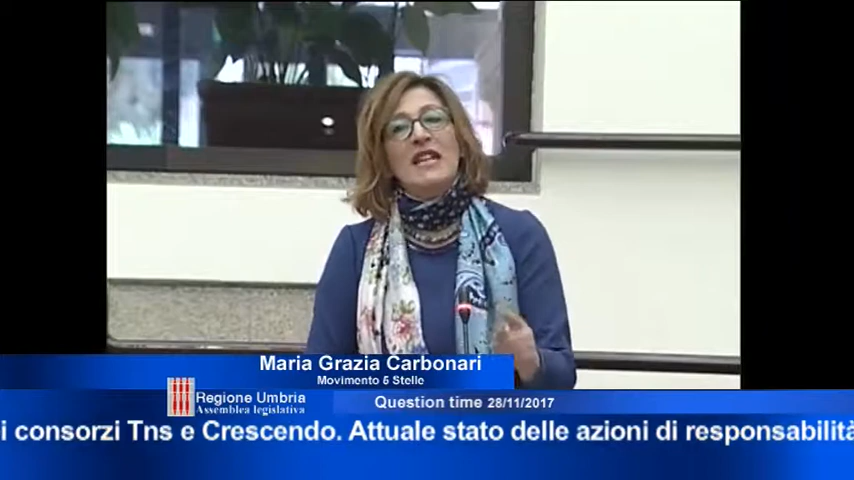 Maria Grazia Carbonari
Movimento 5 Stelle
Regione Umbria
Assemblea legislativa
Question time 28/11/2017
i consorzi Tns e Crescendo. Attuale stato delle azioni di responsabilità